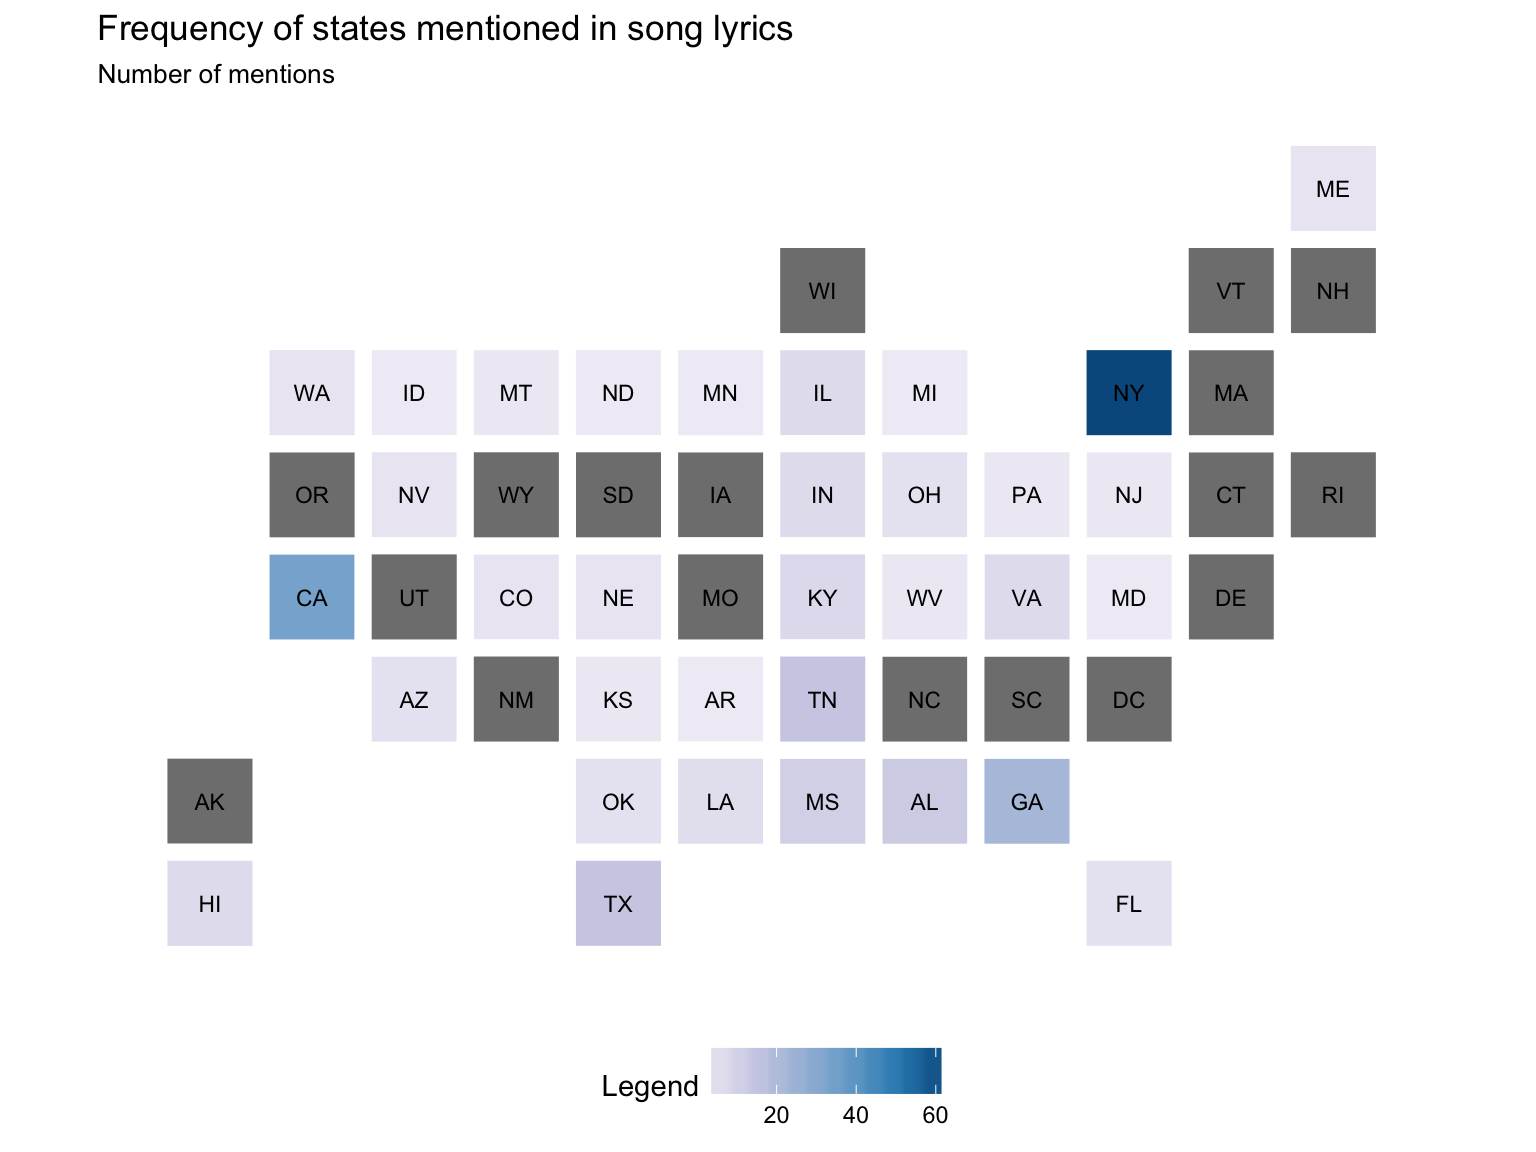 Frequency of states mentioned in song lyrics
Number of mentions
ME
WI VT NH
WA ID MT ND MN IL MI NY MA
OR NV WY SD IA IN OH PA NJ CT RI
CA UT CO NE MO KY WV VA MD DE
AZ NM KS AR TN NC SC DC
AK OK LA MS AL GA
HI TX FL
Legend
20 40 60